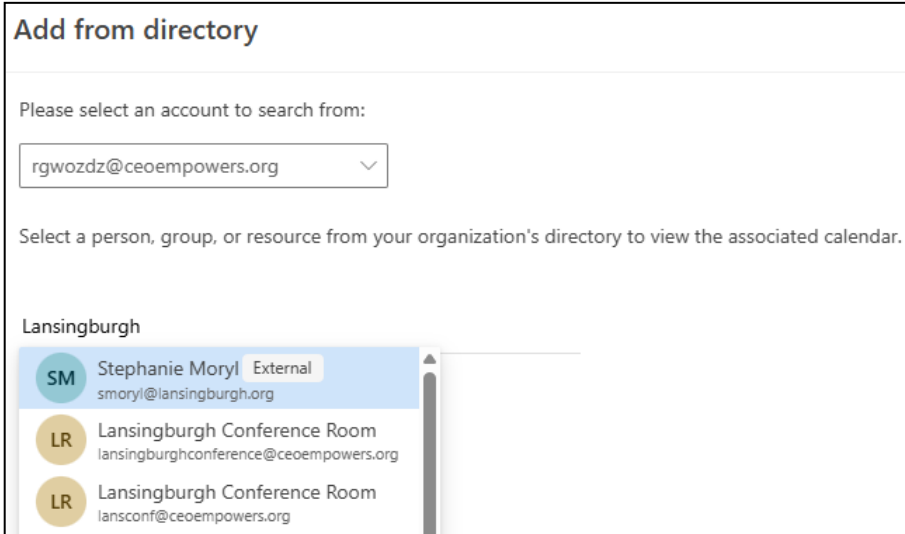 Add from directory
Please select an account to search from:
rgwozdz@ceoempowers.org
Select a person, group, or resource from your organization's directory to view the associated calendar.
Lansingburgh
SM Stephanie Moryl External
smoryl@lansingburgh.org
LR Lansingburgh Conference Room
lansingburghconference@ceoempowers.org
LR Lansingburgh Conference Room
lansconf@ceoempowers.org